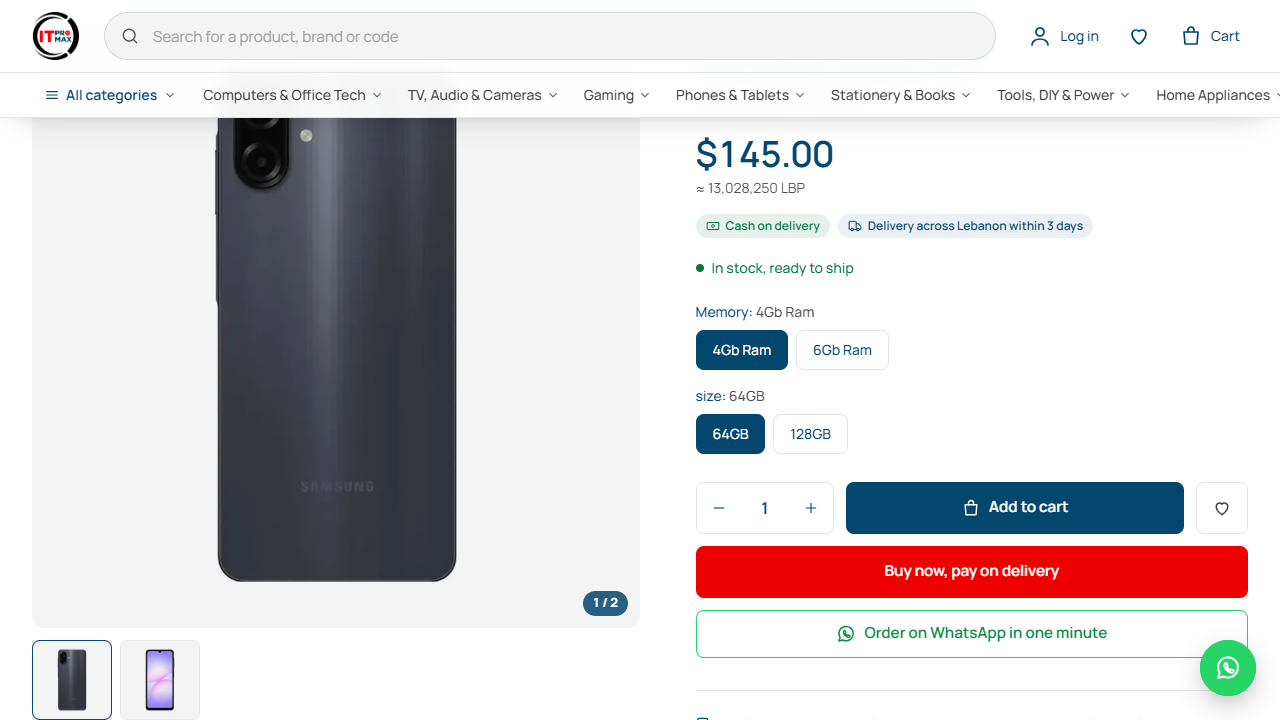 IT PRO MAX
Search for a product, brand or code
Log in
Cart
All categories
Computers & Office Tech
TV, Audio & Cameras
Gaming
Phones & Tablets
Stationery & Books
Tools, DIY & Power
Home Appliances
$145.00
≈ 13,028,250 LBP
Cash on delivery
Delivery across Lebanon within 3 days
In stock, ready to ship
Memory: 4Gb Ram
4Gb Ram
6Gb Ram
size: 64GB
64GB
128GB
SAMSUNG
1
Add to cart
Buy now, pay on delivery
1 / 2
Order on WhatsApp in one minute